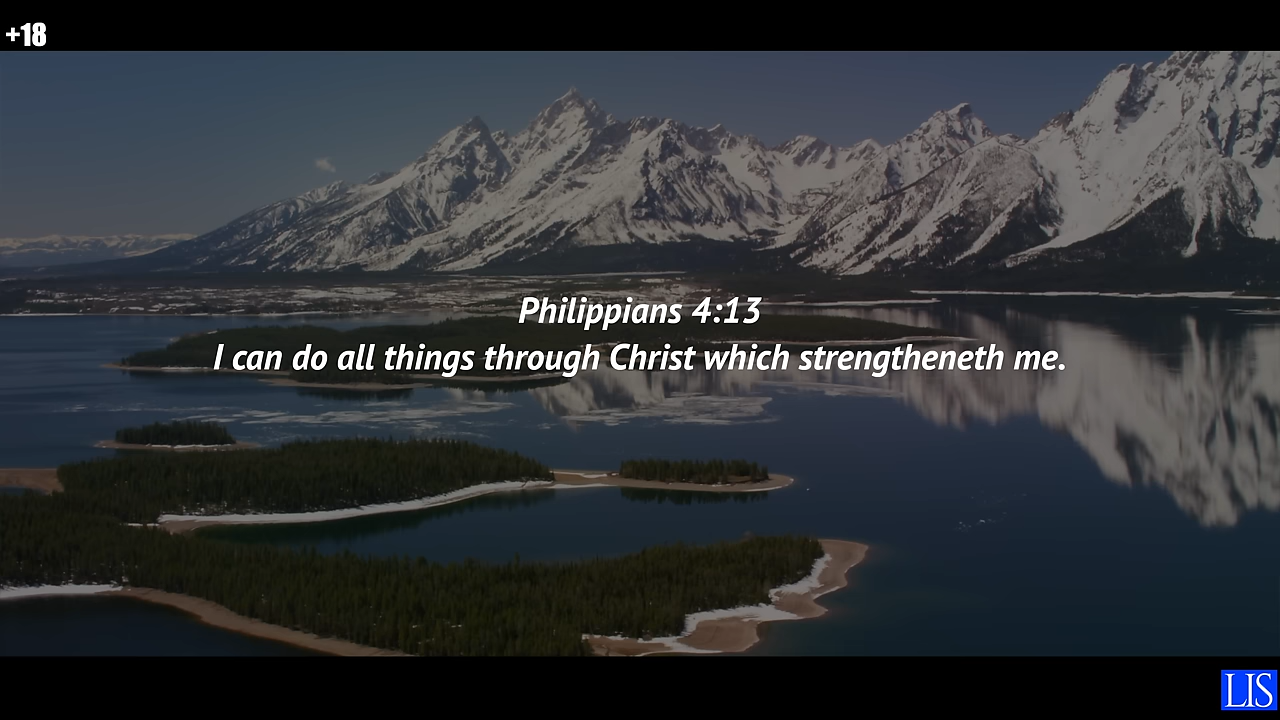 +18
Philippians 4:13
I can do all things through Christ which strengtheneth me.
LIS